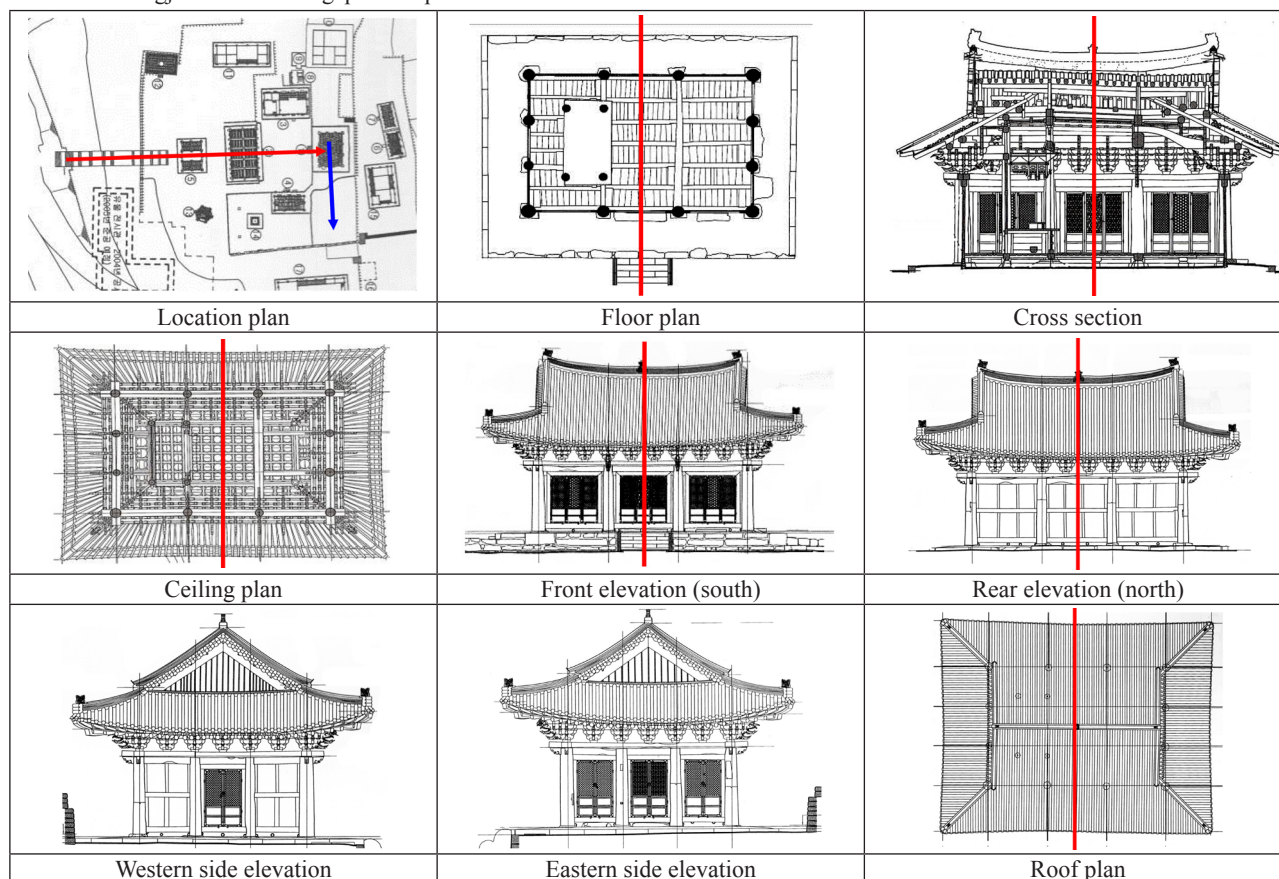 Location plan
Floor plan
Cross section
Ceiling plan
Front elevation (south)
Rear elevation (north)
Western side elevation
Eastern side elevation
Roof plan